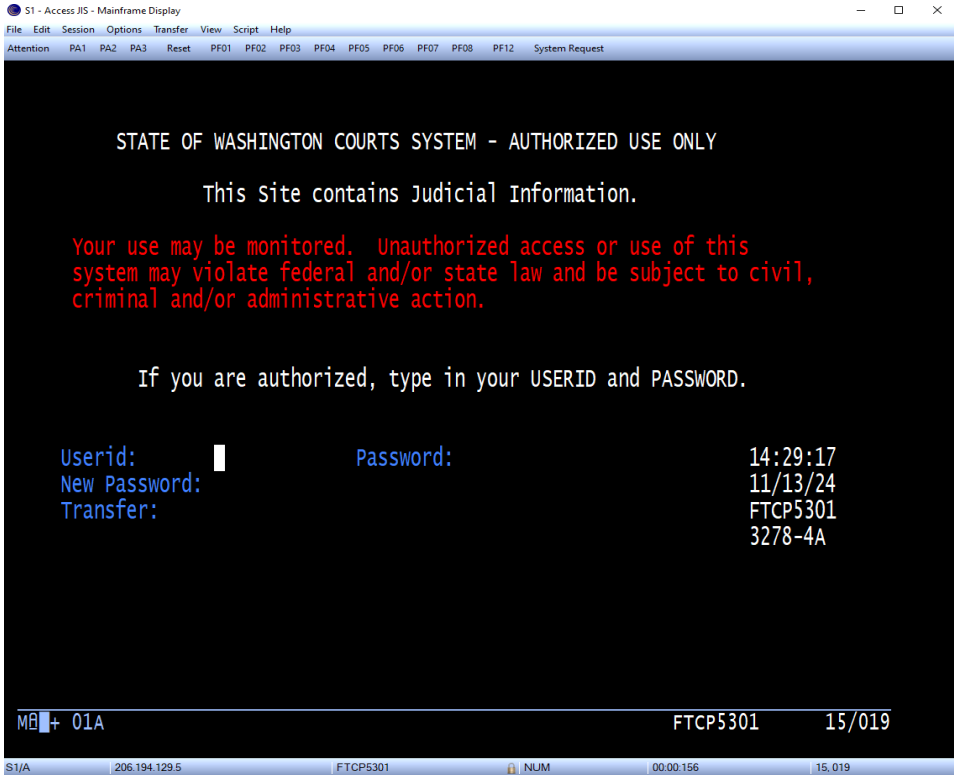 S1 - Access JIS - Mainframe Display
File Edit Session Options Transfer View Script Help
Attention PA1 PA2 PA3 Reset PF01 PF02 PF03 PF04 PF05 PF06 PF07 PF08 PF12 System Request
STATE OF WASHINGTON COURTS SYSTEM - AUTHORIZED USE ONLY
This Site contains Judicial Information.
Your use may be monitored. Unauthorized access or use of this
system may violate federal and/or state law and be subject to civil,
criminal and/or administrative action.
If you are authorized, type in your USERID and PASSWORD.
Userid: Password: 14:29:17
New Password: 11/13/24
Transfer: FTCP5301
3278-4A
+ 01A FTCP5301 15/019
S1/A 206.194.129.5 FTCP5301 NUM 00:00:156 15, 019